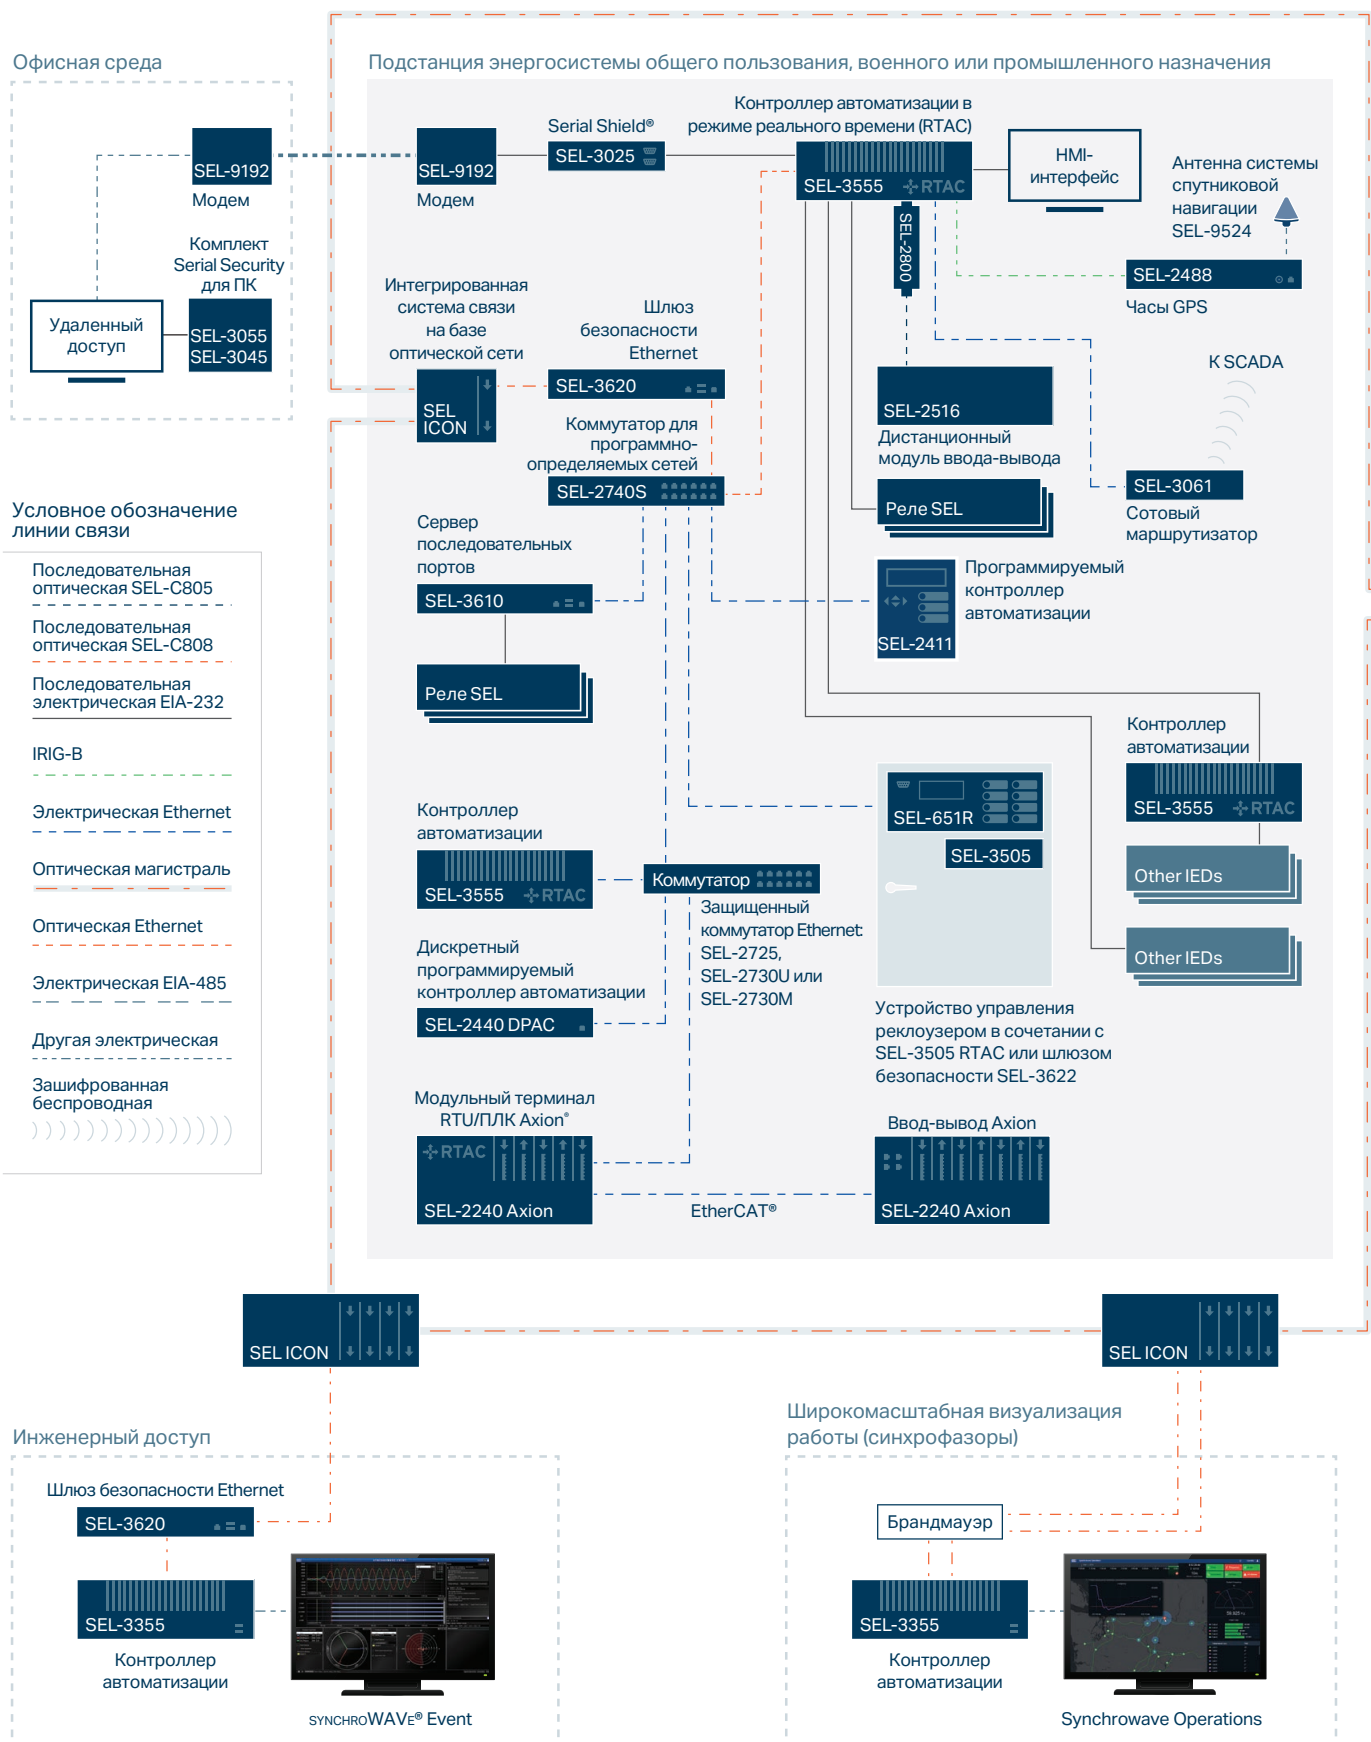 Офисная среда
SEL-9192
Модем
Комплект
Serial Security
для ПК
Удаленный
доступ
SEL-3055
SEL-3045
Условное обозначение
линии связи
Последовательная
оптическая SEL-C805
Последовательная
оптическая SEL-C808
Последовательная
электрическая EIA-232
IRIG-B
Электрическая Ethernet
Оптическая магистраль
Оптическая Ethernet
Электрическая EIA-485
Другая электрическая
Зашифрованная
беспроводная
Подстанция энергосистемы общего пользования, военного или промышленного назначения
SEL-9192
Модем
Serial Shield®
SEL-3025
Контроллер автоматизации в
режиме реального времени (RTAC)
SEL-3555
RTAC
HMI-
интерфейс
Антенна системы
спутниковой
навигации
SEL-9524
SEL-2488
Часы GPS
SEL-2800
Интегрированная
система связи
на базе
оптической сети
SEL
ICON
Шлюз
безопасности
Ethernet
SEL-3620
Коммутатор для
программно-
определяемых сетей
SEL-2740S
SEL-2516
Дистанционный
модуль ввода-вывода
Реле SEL
К SCADA
SEL-3061
Сотовый
маршрутизатор
Сервер
последовательных
портов
SEL-3610
Реле SEL
Программируемый
контроллер
автоматизации
SEL-2411
Контроллер
автоматизации
SEL-3555
RTAC
Other IEDs
Other IEDs
SEL-651R
SEL-3505
Устройство управления
реклоузером в сочетании с
SEL-3505 RTAC или шлюзом
безопасности SEL-3622
Контроллер
автоматизации
SEL-3555
RTAC
Коммутатор
Защищенный
коммутатор Ethernet:
SEL-2725,
SEL-2730U или
SEL-2730M
Дискретный
программируемый
контроллер автоматизации
SEL-2440 DPAC
Модульный терминал
RTU/ПЛК Axion®
RTAC
SEL-2240 Axion
EtherCAT®
Ввод-вывод Axion
SEL-2240 Axion
SEL ICON
SEL ICON
Инженерный доступ
Шлюз безопасности Ethernet
SEL-3620
SEL-3355
Контроллер
автоматизации
SYNCHROWAVE® Event
Широкомасштабная визуализация
работы (синхрофазоры)
Брандмауэр
SEL-3355
Контроллер
автоматизации
Synchrowave Operations